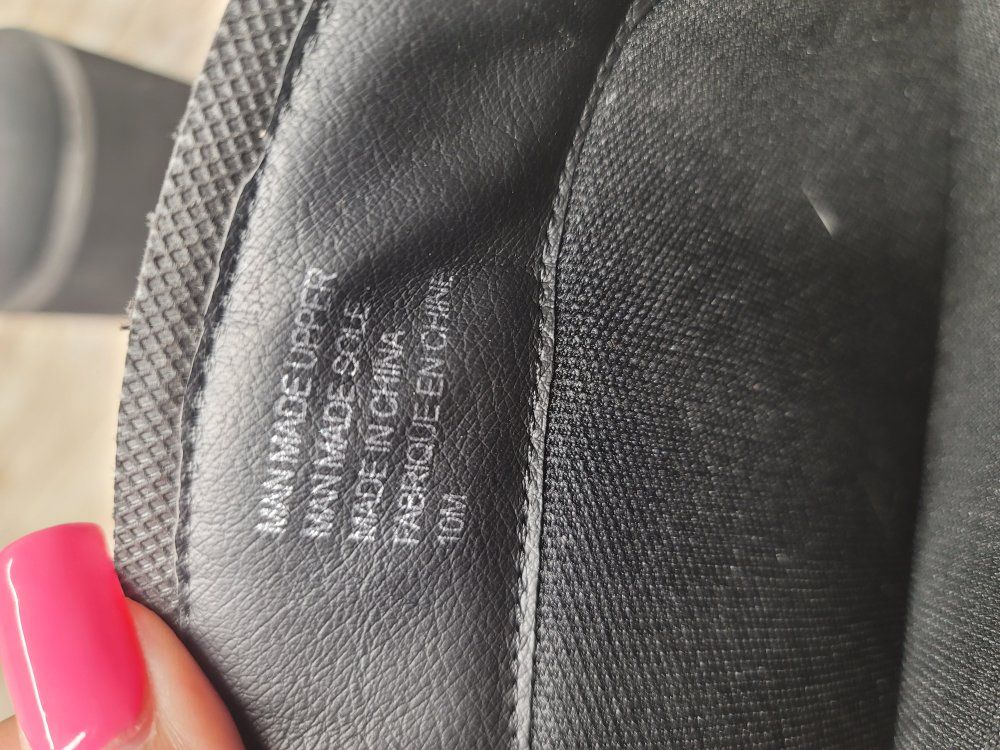 MAN MADE UPPER
MAN MADE SOLE
MADE IN CHINA
FABRIQUE EN CHINE
10M